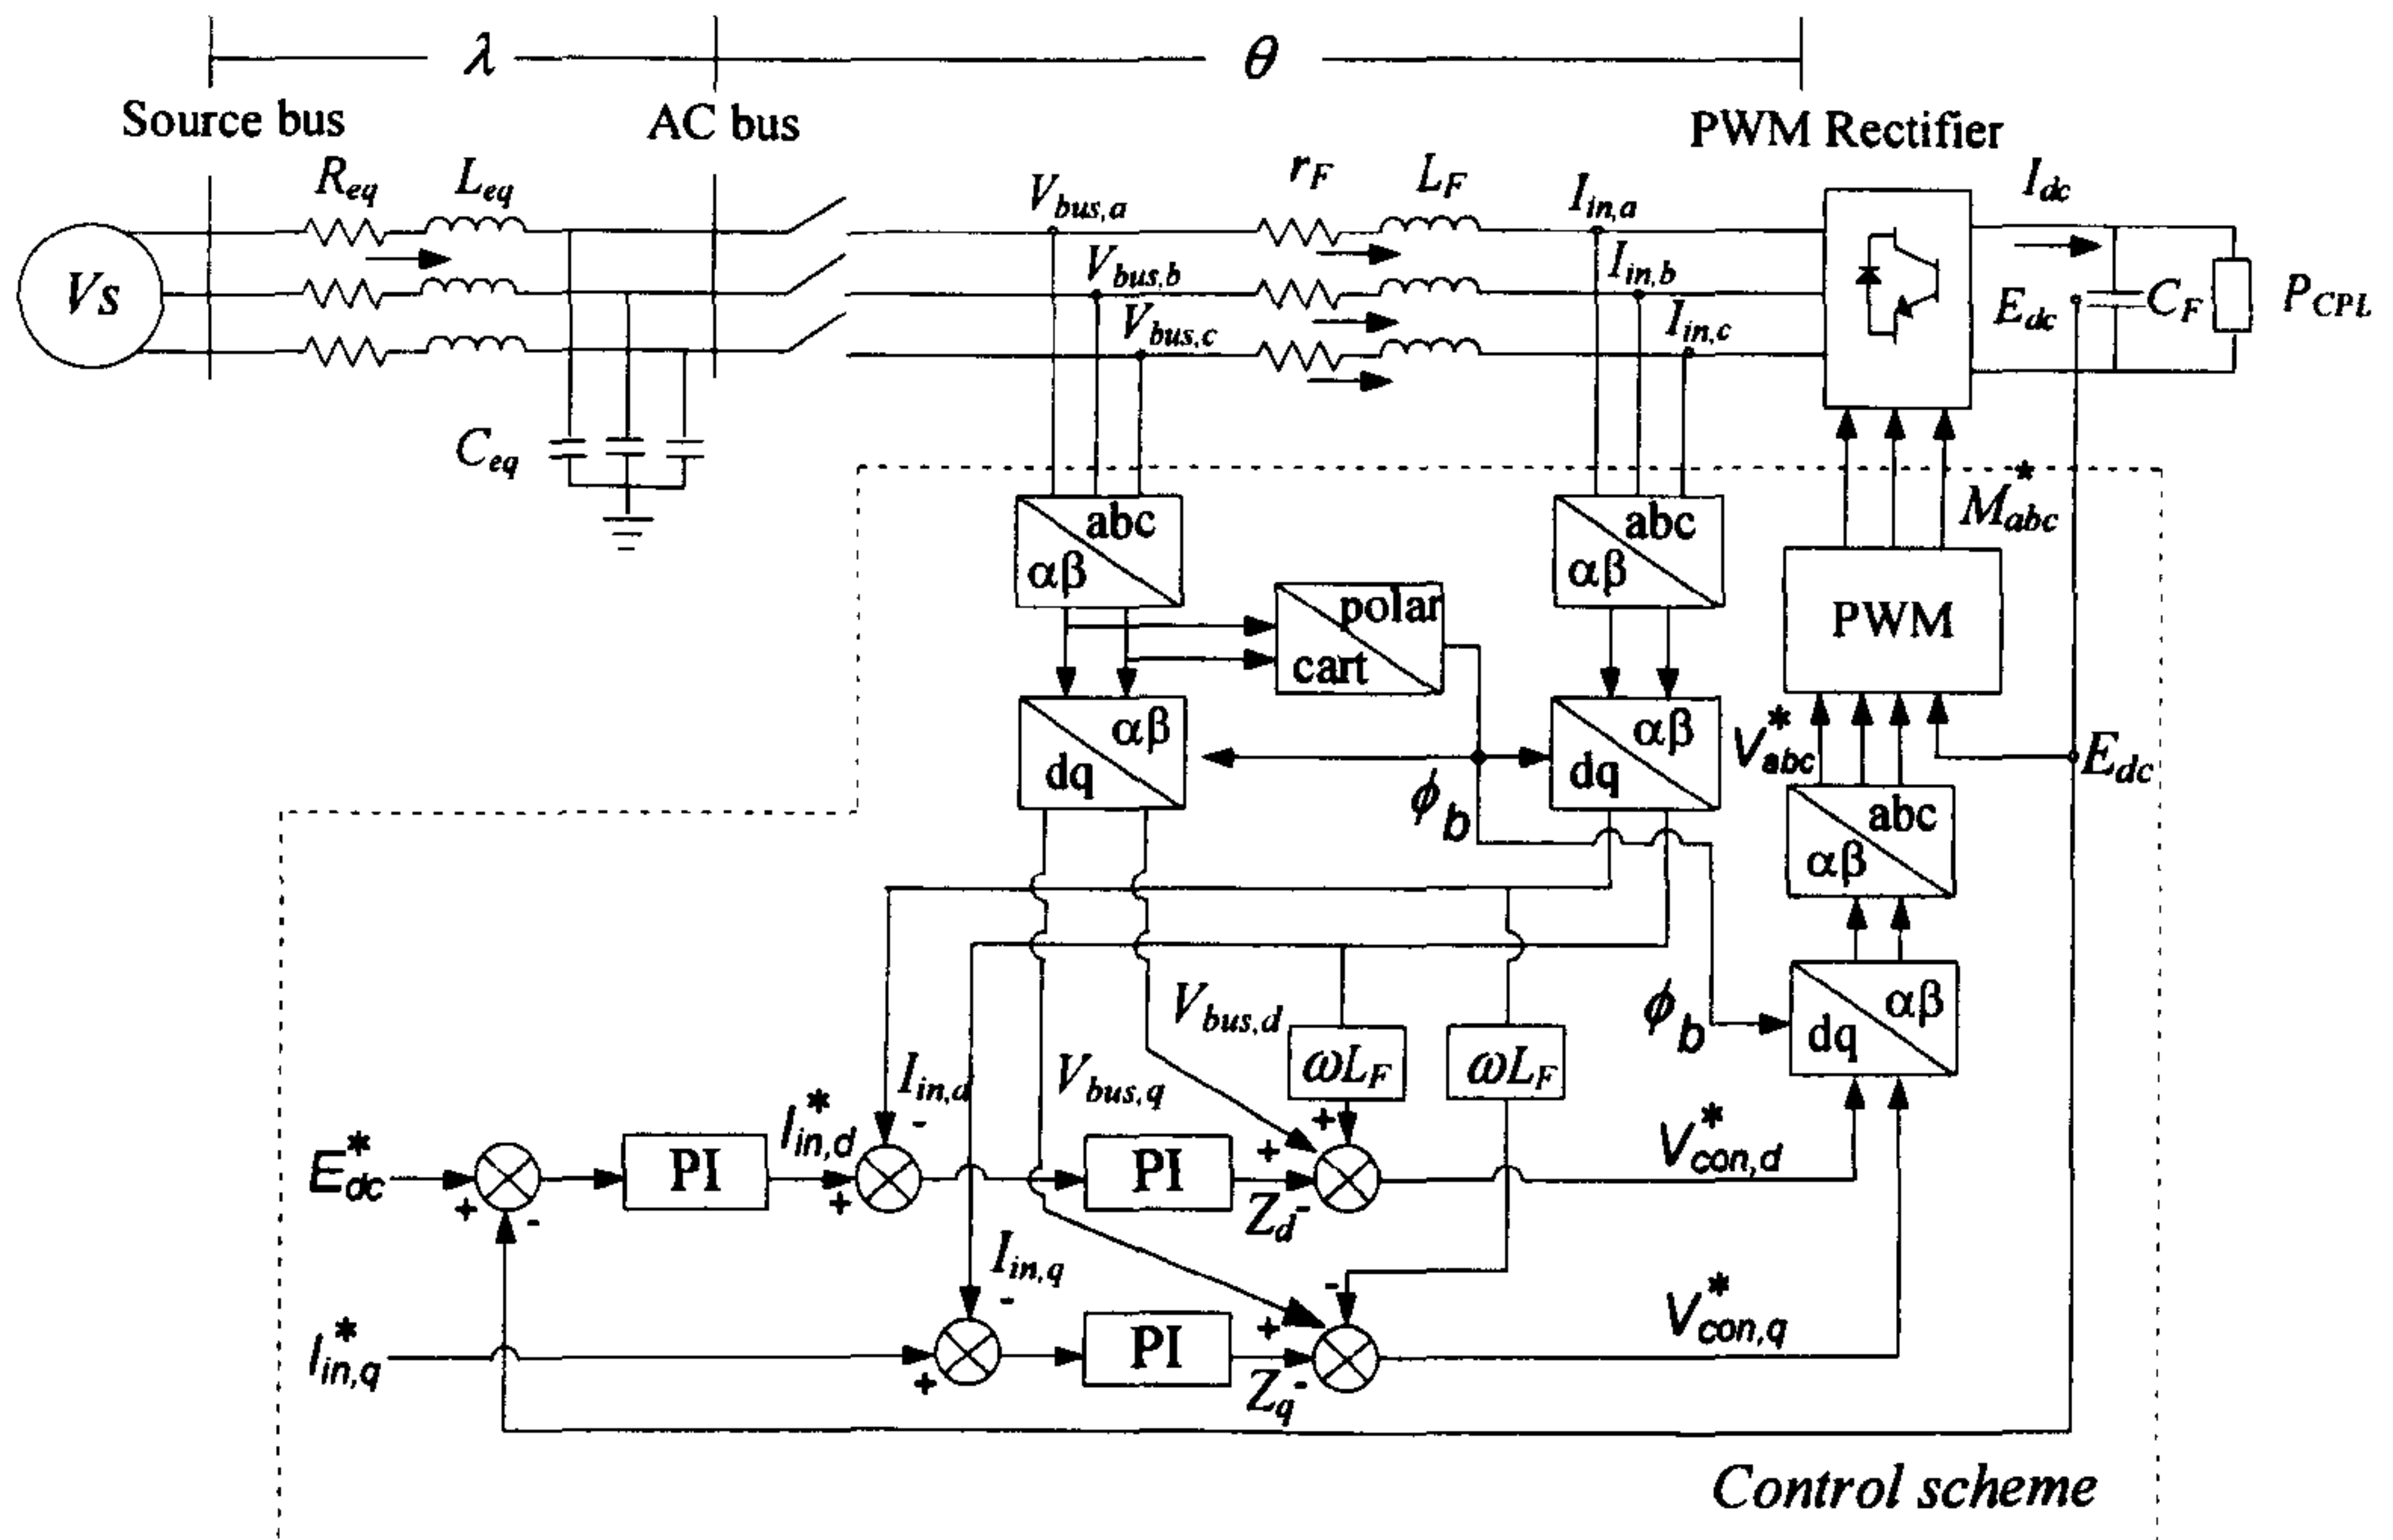 λ θ
Source bus AC bus PWM Rectifier
R_eq L_eq r_F L_F I_dc
V_bus,a I_in,a
Vs V_bus,b I_in,b E_dc C_F P_CPL
V_bus,c I_in,c
C_eq
abc abc M*_abc
αβ αβ
polar PWM
cart
αβ αβ V*_abc E_dc
dq dq
ϕ_b abc
αβ
V_bus,d ϕ_b αβ
dq
ωL_F ωL_F
I_in,d V_bus,q
E*_dc + - PI I*_in,d - + PI + + Z_d - V*_con,d
I_in,q
I*_in,q - + PI + - Z_q - V*_con,q
Control scheme